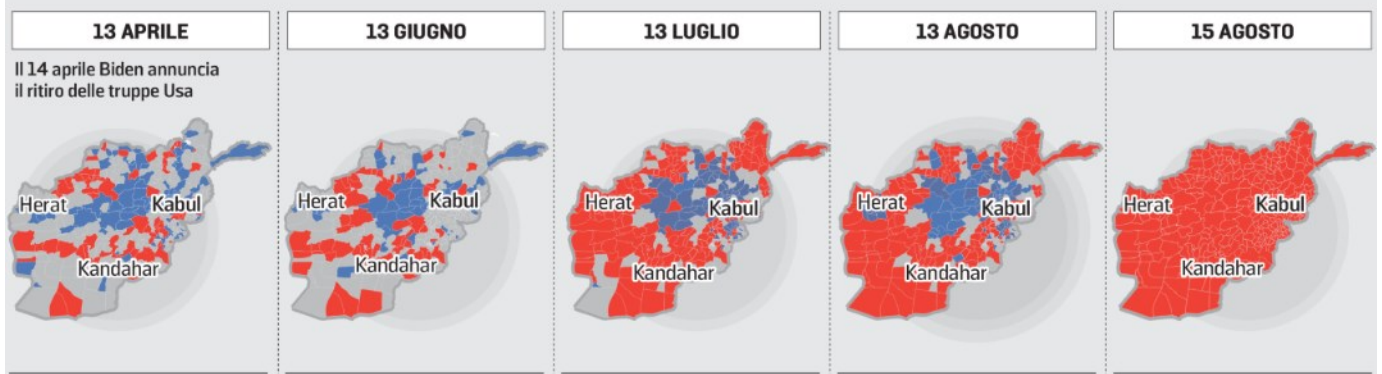 13 APRILE
Il 14 aprile Biden annuncia
il ritiro delle truppe Usa
Herat
Kabul
Kandahar
13 GIUGNO
Herat
Kabul
Kandahar
13 LUGLIO
Herat
Kabul
Kandahar
13 AGOSTO
Herat
Kabul
Kandahar
15 AGOSTO
Herat
Kabul
Kandahar